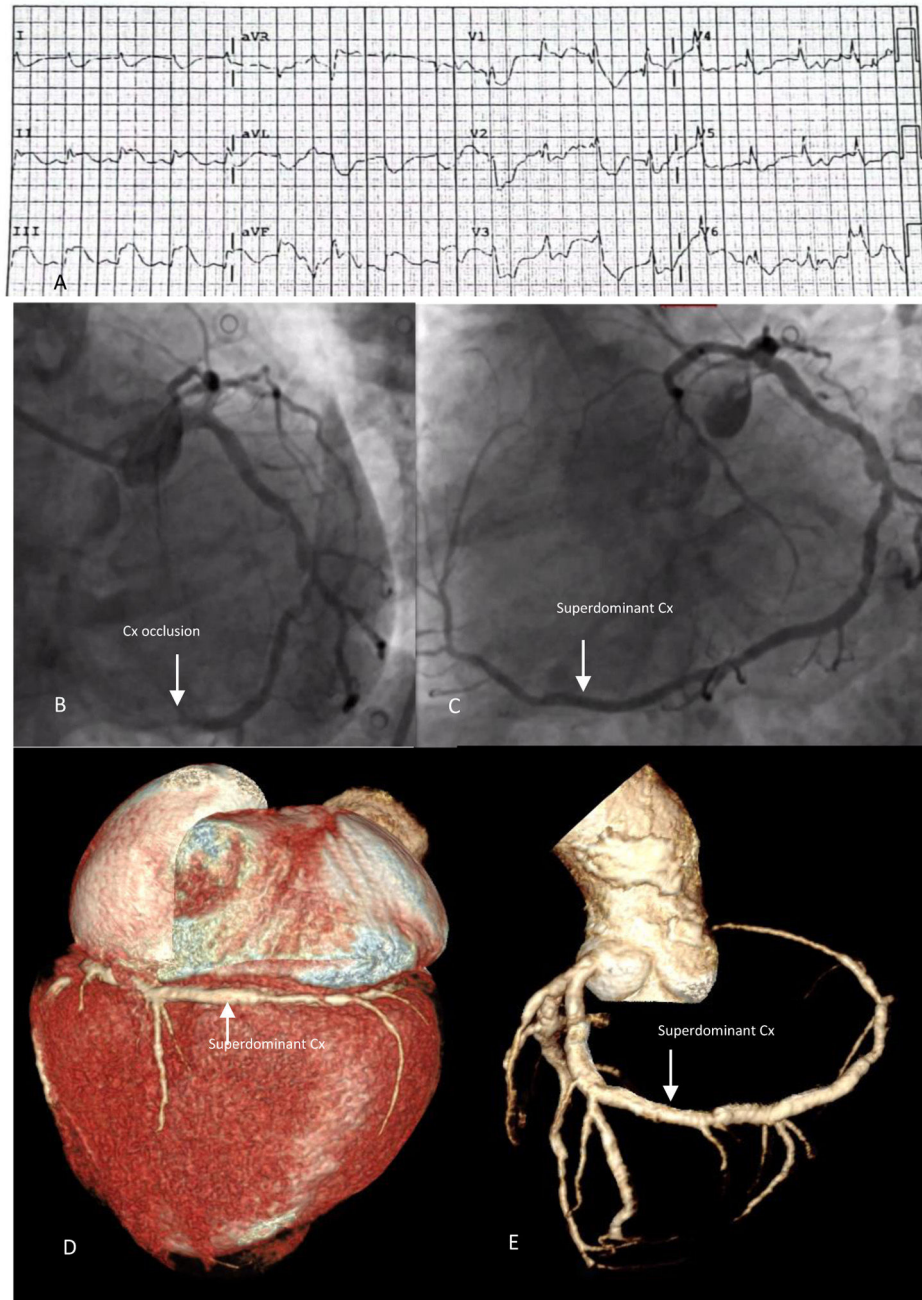 I aVR V1 V4
II aVL V2 V5
III aVF V3 V6
A
Cx occlusion
B
Superdominant Cx
C
Superdominant Cx
D
Superdominant Cx
E